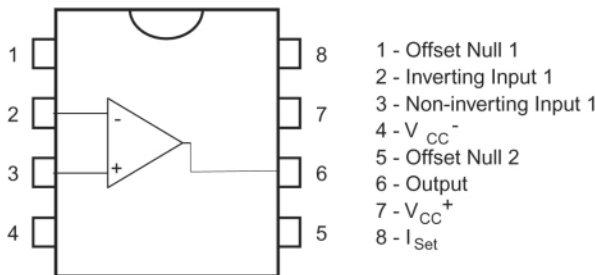 1
2
3
4
8
7
6
5
-
+
1 - Offset Null 1
2 - Inverting Input 1
3 - Non-inverting Input 1
4 - V CC -
5 - Offset Null 2
6 - Output
7 - VCC+
8 - ISet